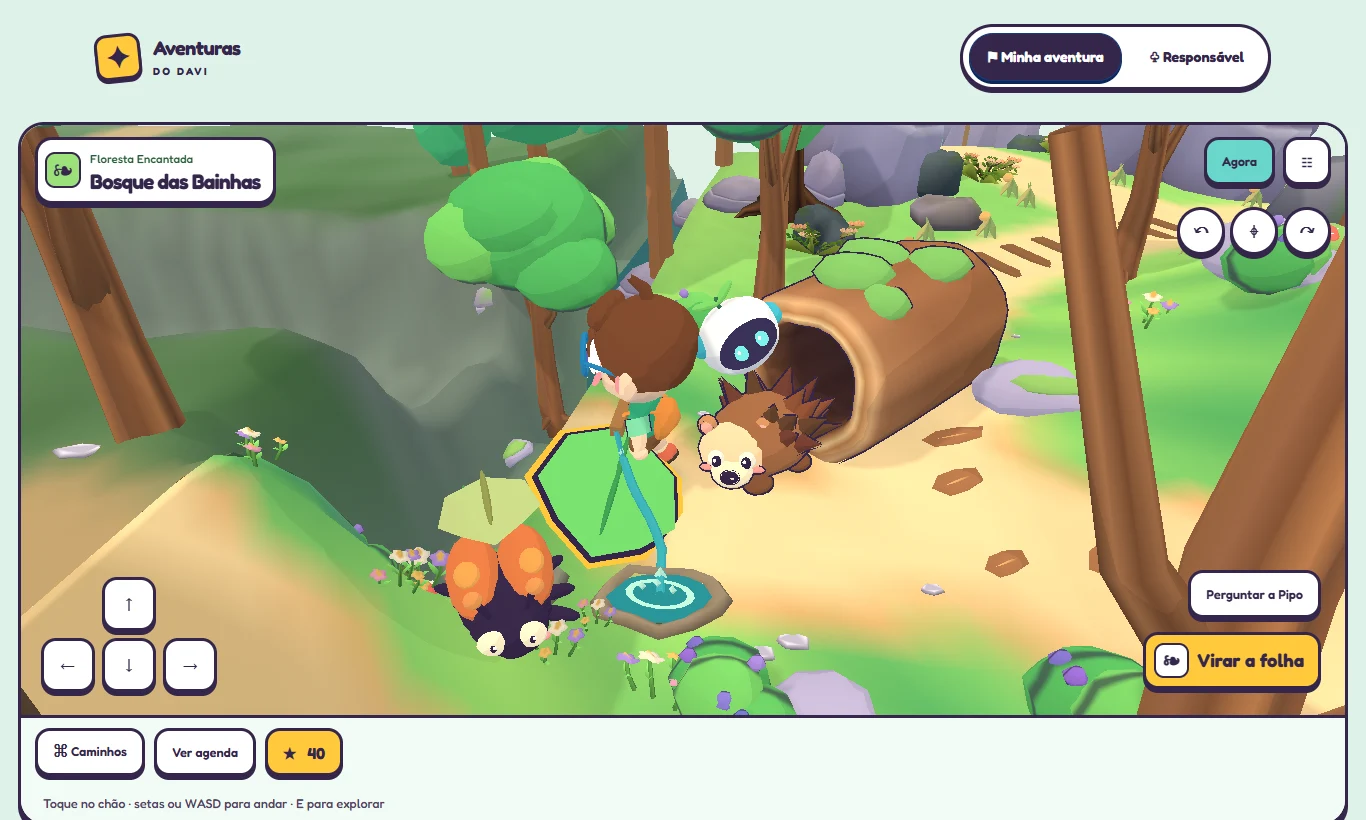 Aventuras
DO DAVI
Minha aventura
Responsável
Floresta Encantada
Bosque das Bainhas
Agora
Perguntar a Pipo
Virar a folha
Caminhos
Ver agenda
40
Toque no chão · setas ou WASD para andar · E para explorar